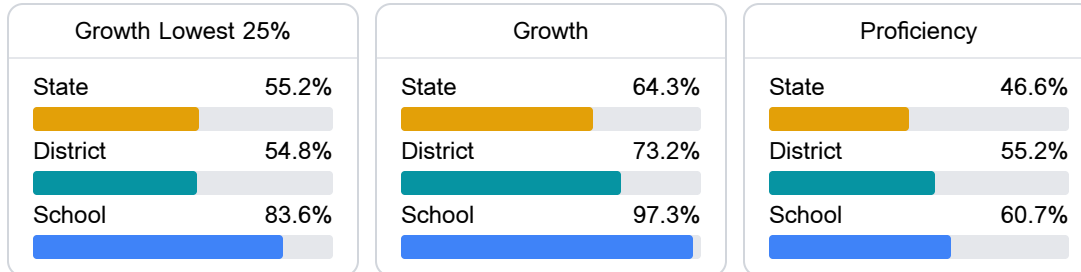 Growth Lowest 25%
State 55.2%
District 54.8%
School 83.6%
Growth
State 64.3%
District 73.2%
School 97.3%
Proficiency
State 46.6%
District 55.2%
School 60.7%